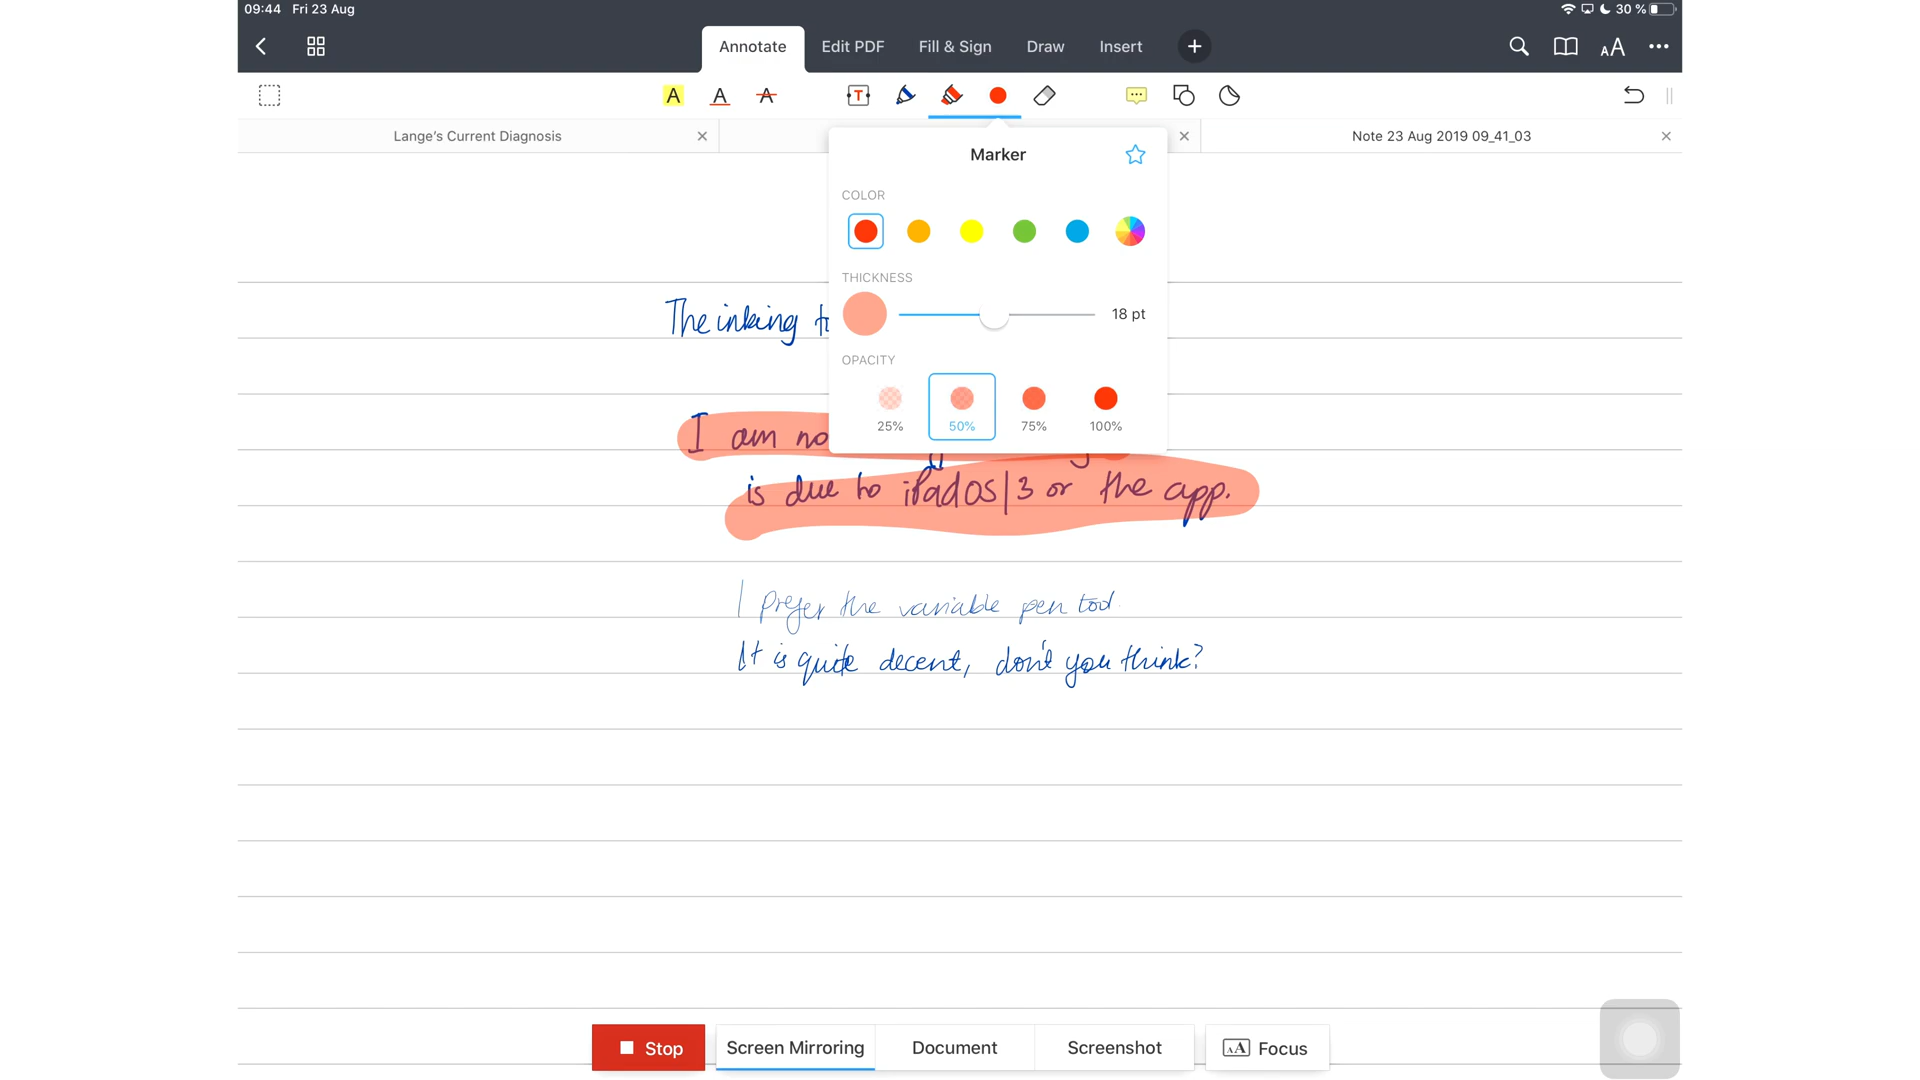 09:44 Fri 23 Aug 30 %
Annotate Edit PDF Fill & Sign Draw Insert
A A A T
Lange's Current Diagnosis Note 23 Aug 2019 09_41_03
Marker
COLOR
THICKNESS
18 pt
OPACITY
25% 50% 75% 100%
The inking
I am no
is due to iPadOS13 or the app.
I prefer the variable pen tool.
It is quite decent, don't you think?
Stop Screen Mirroring Document Screenshot AA Focus